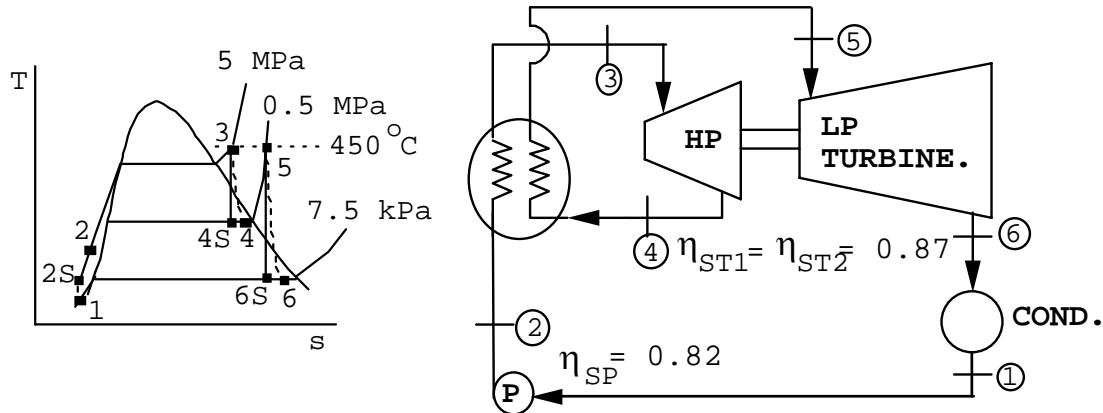 T
5 MPa
0.5 MPa
3
450°C
5
7.5 kPa
2
4S 4
2S
1
6S 6
s
3
5
HP
LP
TURBINE.
4
η_ST1 = η_ST2 = 0.87
6
2
COND.
η_SP = 0.82
1
P